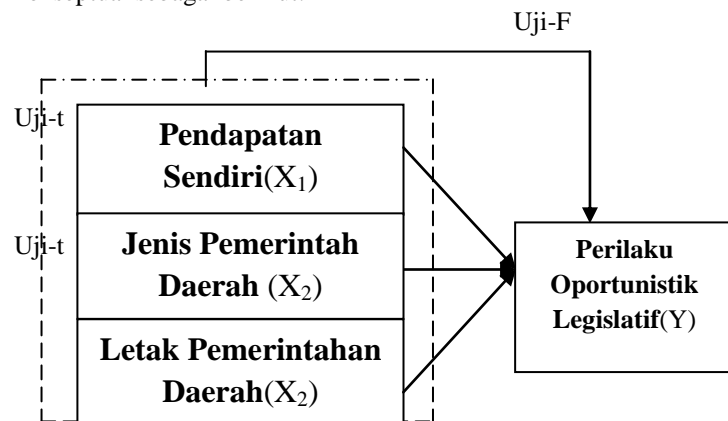 Uji-F
Uji-t
Pendapatan
Sendiri(X₁)
Uji-t
Jenis Pemerintah
Daerah (X₂)
Letak Pemerintahan
Daerah(X₂)
Perilaku
Oportunistik
Legislatif(Y)